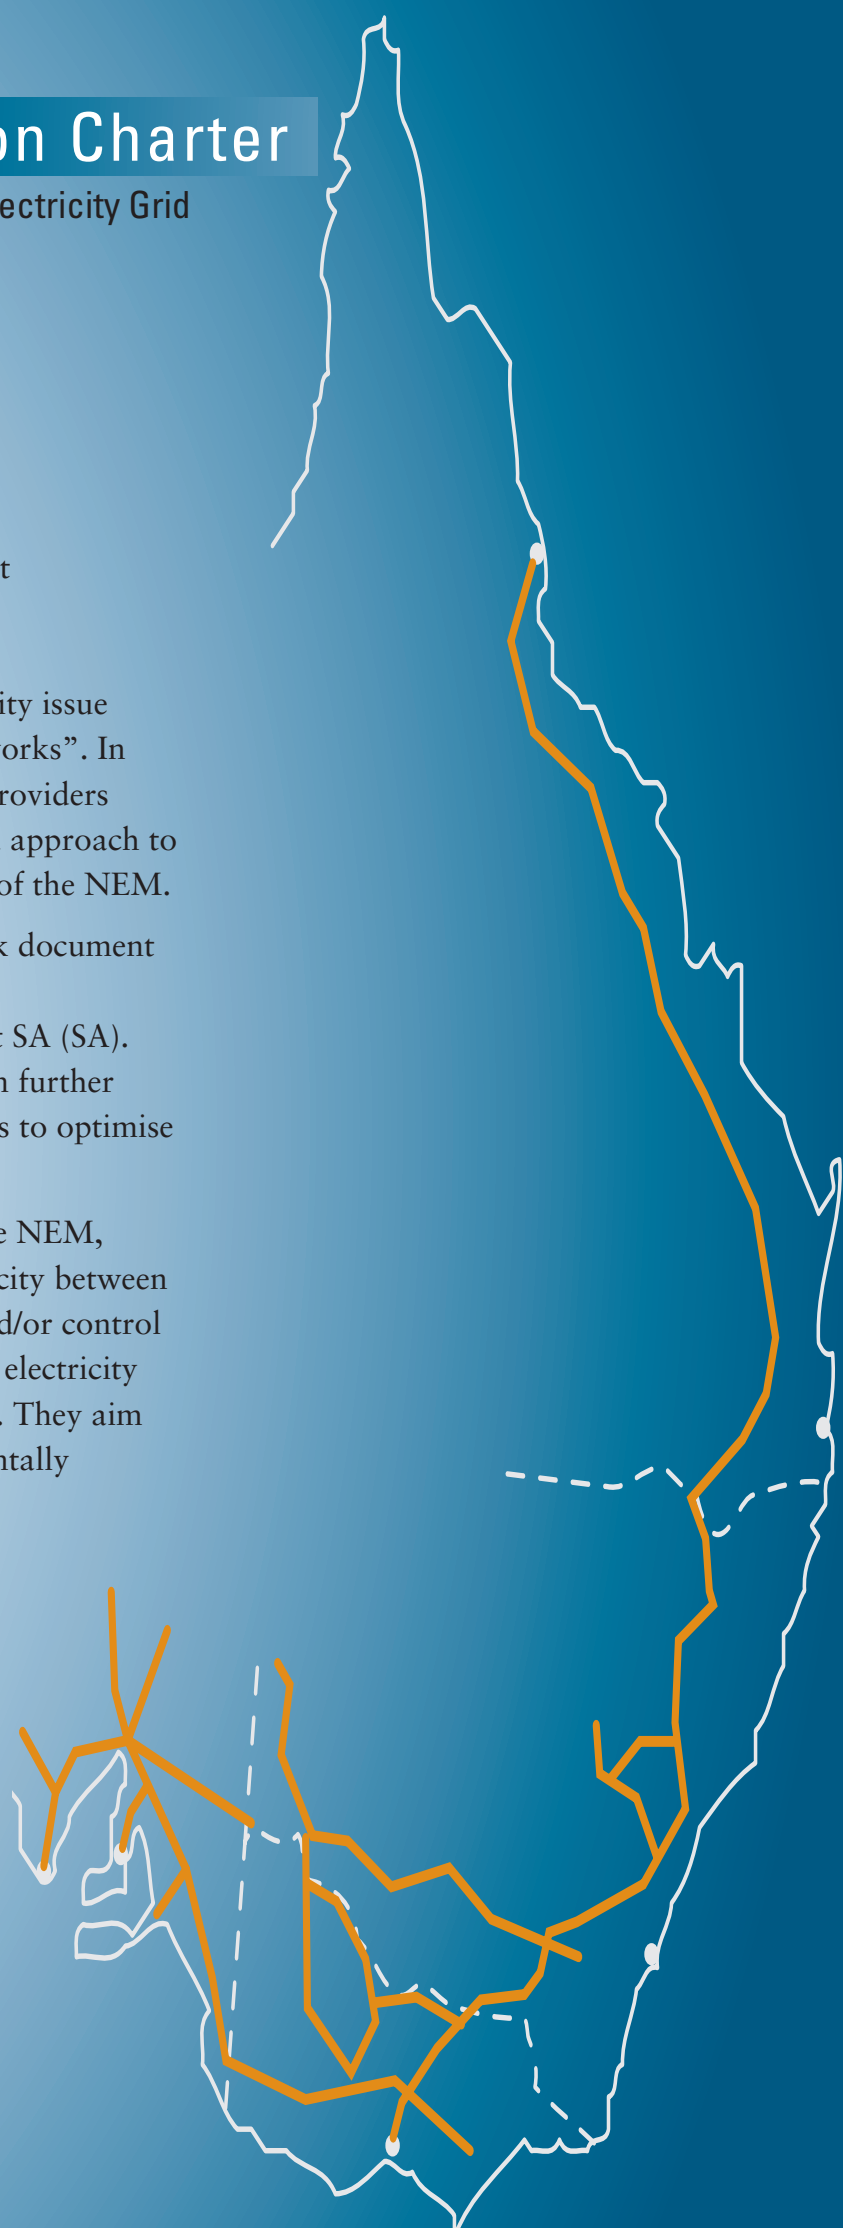 on Charter
ectricity Grid
t
ity issue
orks”. In
roviders
approach to
of the NEM.
k document
t SA (SA).
n further
s to optimise
e NEM,
city between
d/or control
electricity
. They aim
ntally